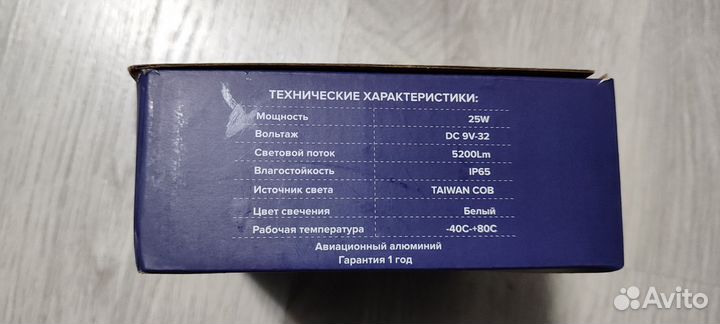 ТЕХНИЧЕСКИЕ ХАРАКТЕРИСТИКИ:
Мощность 25W
Вольтаж DC 9V-32
Световой поток 5200Lm
Влагостойкость IP65
Источник света TAIWAN COB
Цвет свечения Белый
Рабочая температура -40C-+80C
Авиационный алюминий
Гарантия 1 год
Avito